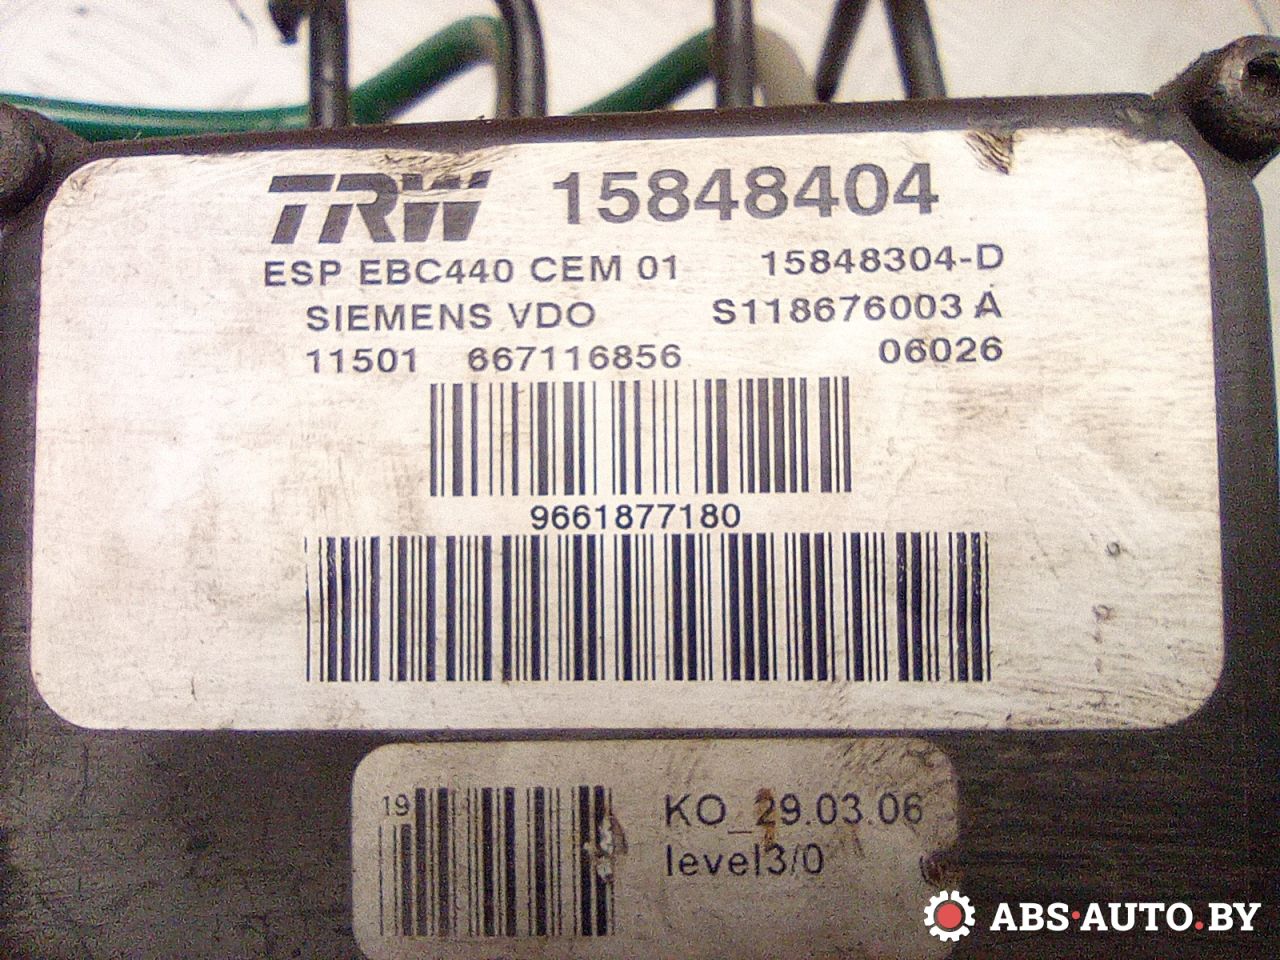 TRW 15848404
ESP EBC440 CEM 01 15848304-D
SIEMENS VDO S118676003 A
11501 667116856 06026
9661877180
19 KO_29.03.06
level3/0
ABS-AUTO.BY